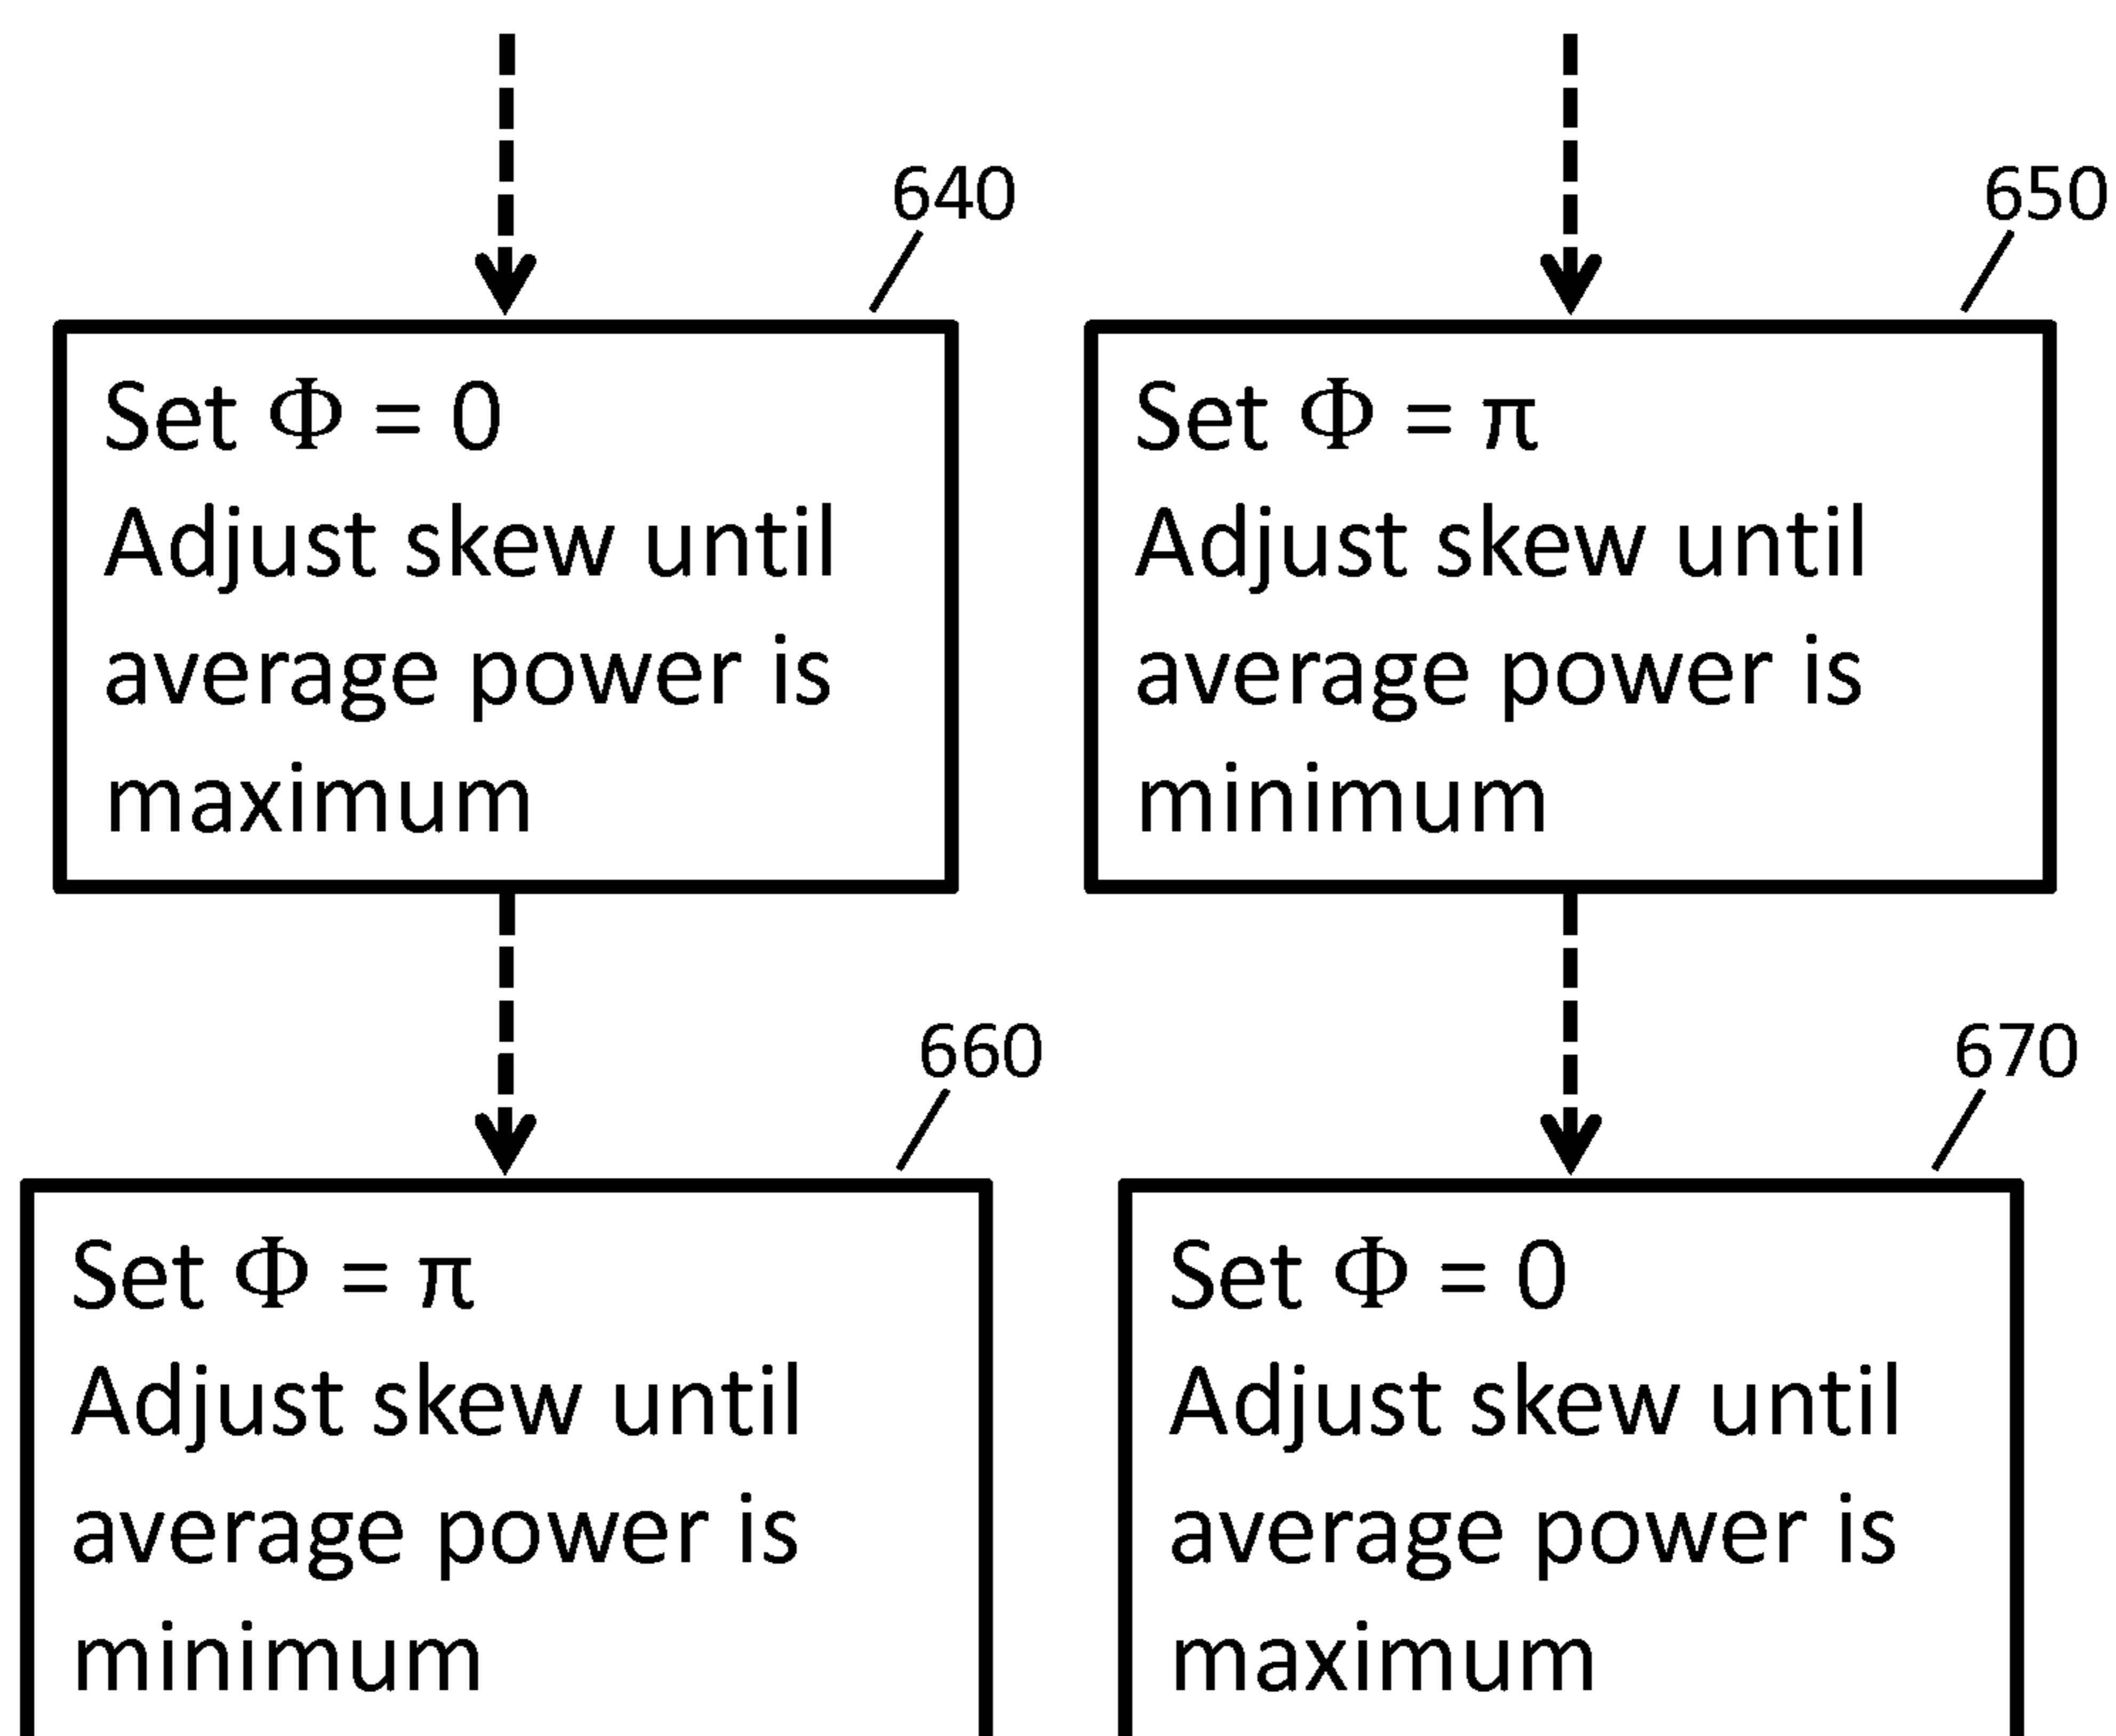 640
Set Φ = 0
Adjust skew until
average power is
maximum
650
Set Φ = π
Adjust skew until
average power is
minimum
660
Set Φ = π
Adjust skew until
average power is
minimum
670
Set Φ = 0
Adjust skew until
average power is
maximum